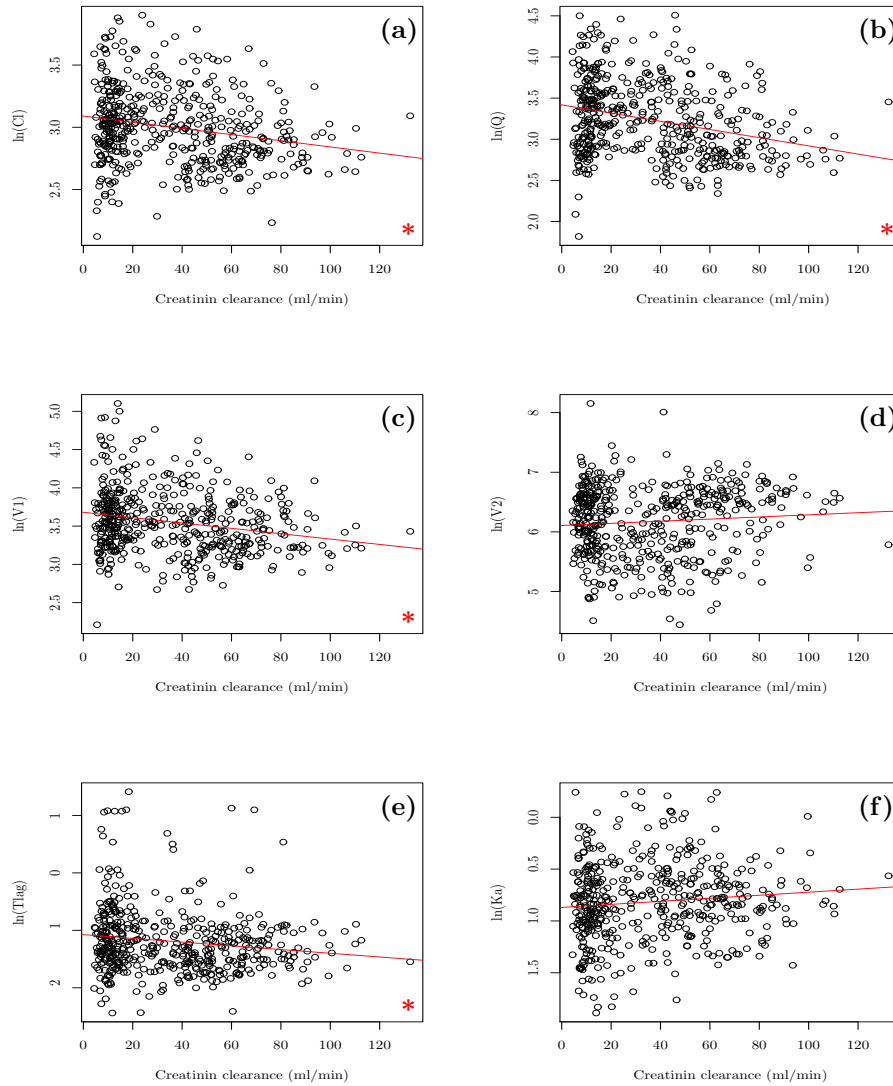 (a)
ln(Cl)
3.5
3.0
2.5
0 20 40 60 80 100 120
Creatinin clearance (ml/min)
*
(b)
ln(Q)
4.5
4.0
3.5
3.0
2.5
2.0
0 20 40 60 80 100 120
Creatinin clearance (ml/min)
*
(c)
ln(V1)
5.0
4.5
4.0
3.5
3.0
2.5
0 20 40 60 80 100 120
Creatinin clearance (ml/min)
*
(d)
ln(V2)
8
7
6
5
0 20 40 60 80 100 120
Creatinin clearance (ml/min)
(e)
ln(Tlag)
1
0
1
2
0 20 40 60 80 100 120
Creatinin clearance (ml/min)
*
(f)
ln(Ka)
0.0
0.5
1.0
1.5
0 20 40 60 80 100 120
Creatinin clearance (ml/min)